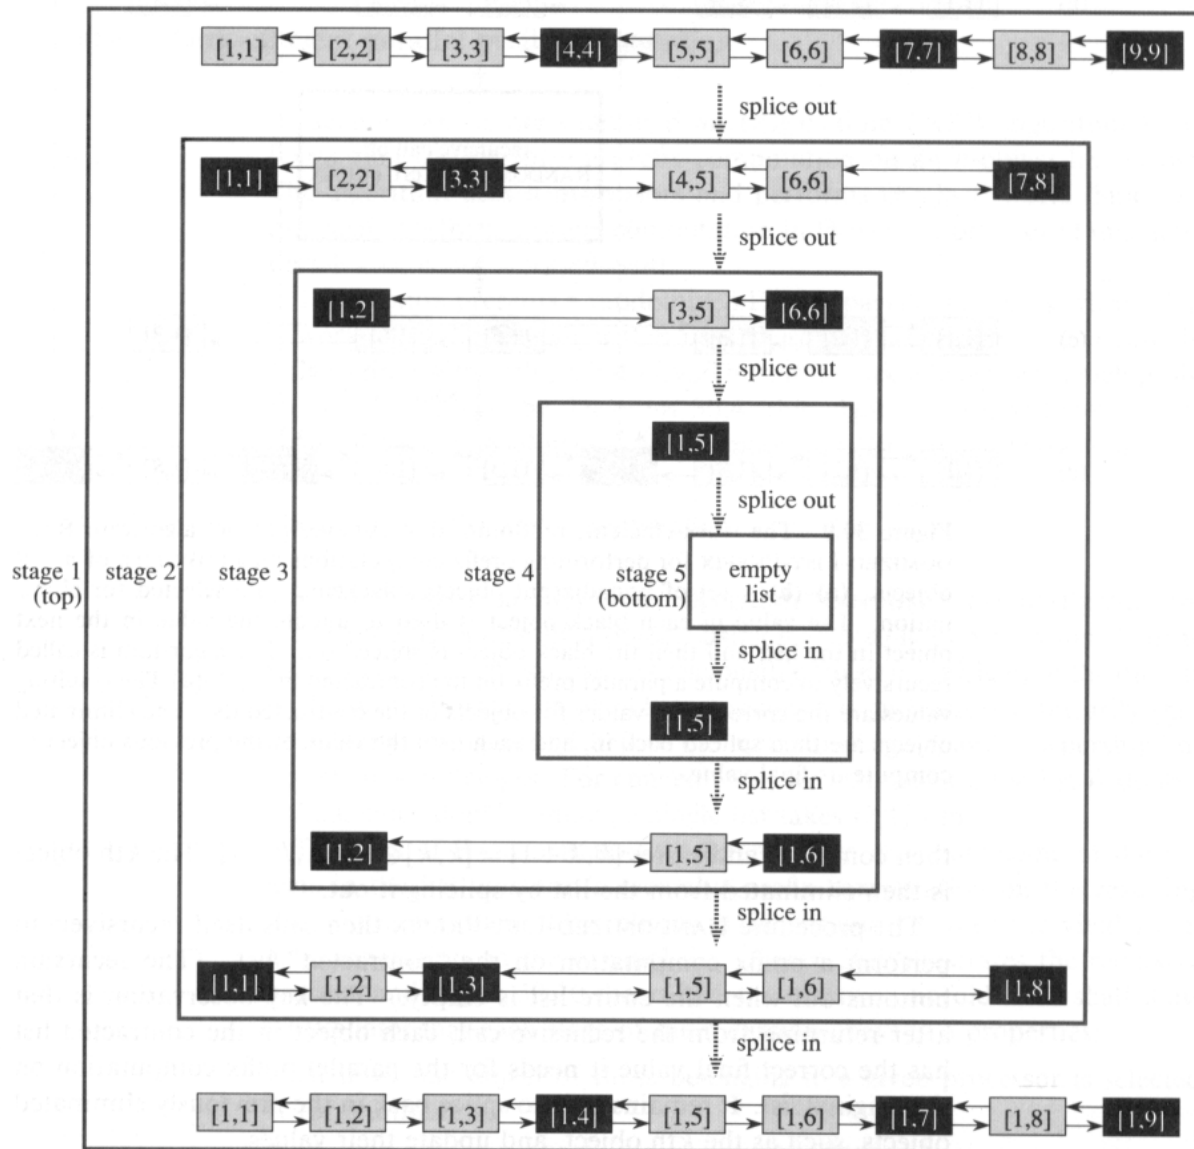 [1,1] [2,2] [3,3] [4,4] [5,5] [6,6] [7,7] [8,8] [9,9]
splice out
[1,1] [2,2] [3,3] [4,5] [6,6] [7,8]
splice out
[1,2] [3,5] [6,6]
splice out
[1,5]
splice out
stage 1
(top)
stage 2
stage 3
stage 4
stage 5
(bottom)
empty
list
splice in
[1,5]
splice in
[1,2] [1,5] [1,6]
splice in
[1,1] [1,2] [1,3] [1,5] [1,6] [1,8]
splice in
[1,1] [1,2] [1,3] [1,4] [1,5] [1,6] [1,7] [1,8] [1,9]